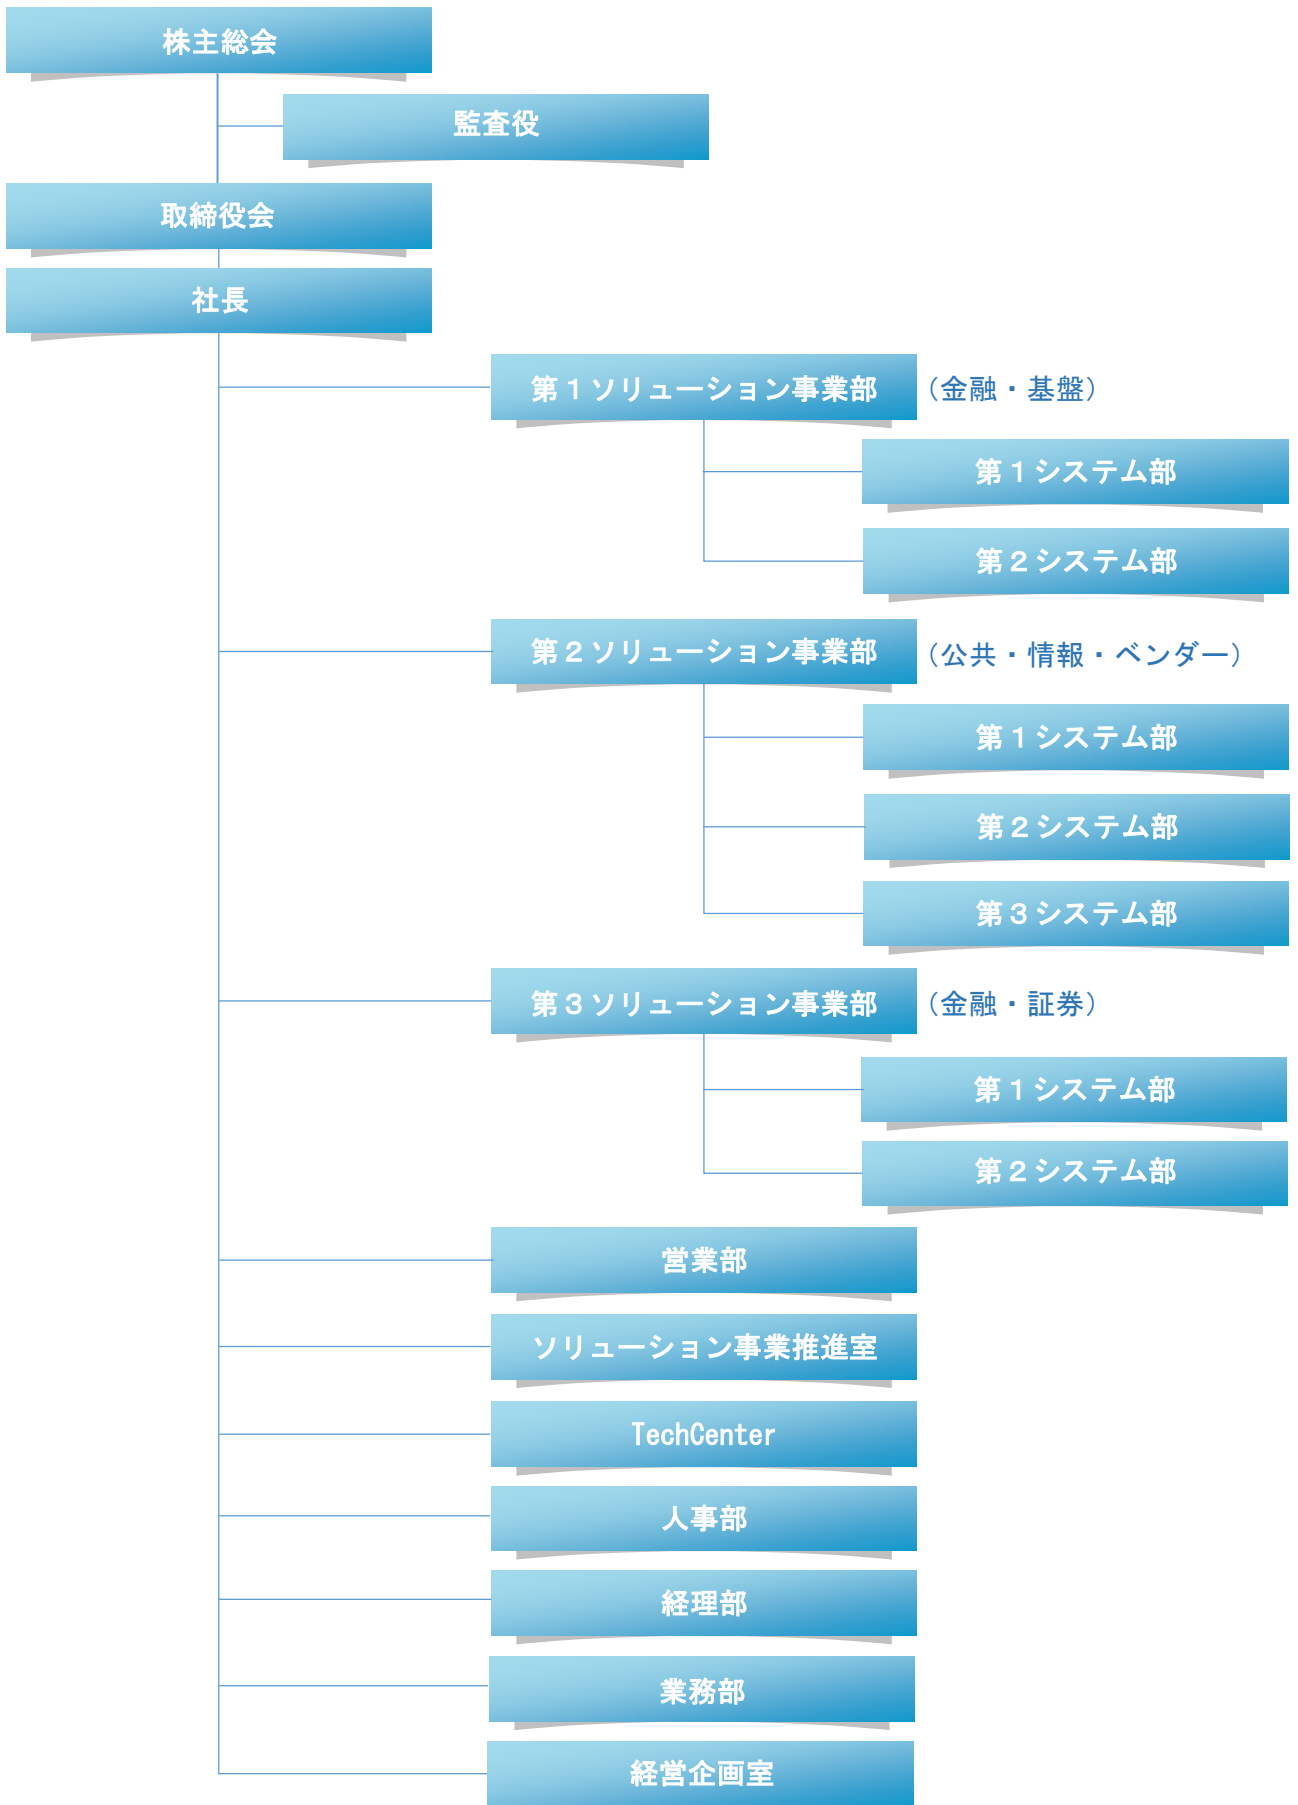 株主総会
監査役
取締役会
社長
第１ソリューション事業部 （金融・基盤）
第１システム部
第２システム部
第２ソリューション事業部 （公共・情報・ベンダー）
第１システム部
第２システム部
第３システム部
第３ソリューション事業部 （金融・証券）
第１システム部
第２システム部
営業部
ソリューション事業推進室
TechCenter
人事部
経理部
業務部
経営企画室